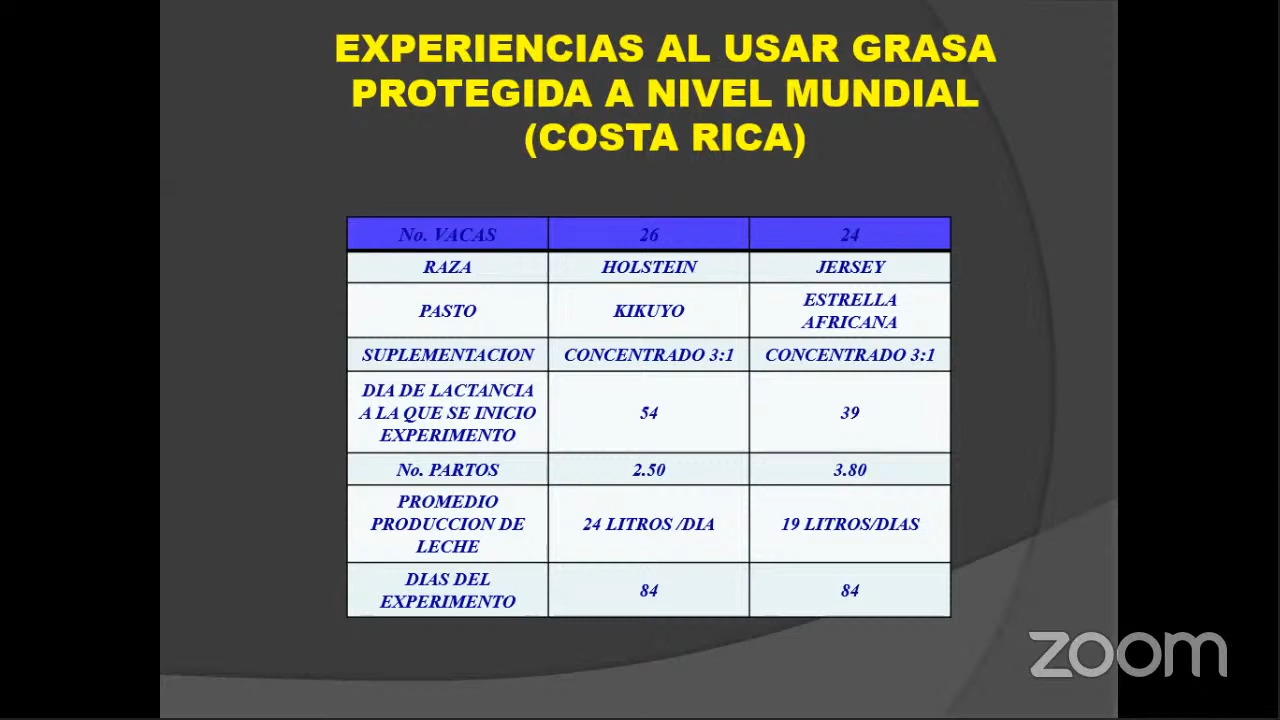 EXPERIENCIAS AL USAR GRASA
PROTEGIDA A NIVEL MUNDIAL
(COSTA RICA)
No. VACAS 26 24
RAZA HOLSTEIN JERSEY
PASTO KIKUYO ESTRELLA
AFRICANA
SUPLEMENTACION CONCENTRADO 3:1 CONCENTRADO 3:1
DIA DE LACTANCIA
A LA QUE SE INICIO
EXPERIMENTO 54 39
No. PARTOS 2.50 3.80
PROMEDIO
PRODUCCION DE
LECHE 24 LITROS /DIA 19 LITROS/DIAS
DIAS DEL
EXPERIMENTO 84 84
zoom